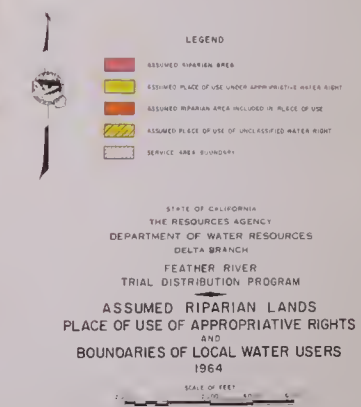 LEGEND
ASSUMED RIPARIAN AREA
ASSUMED PLACE OF USE UNDER APPROPRIATIVE WATER RIGHT
ASSUMED RIPARIAN AREA INCLUDED IN PLACE OF USE
ASSUMED PLACE OF USE OF UNCLASSIFIED WATER RIGHT
SERVICE AREA BOUNDARY
STATE OF CALIFORNIA
THE RESOURCES AGENCY
DEPARTMENT OF WATER RESOURCES
DELTA BRANCH
FEATHER RIVER
TRIAL DISTRIBUTION PROGRAM
ASSUMED RIPARIAN LANDS
PLACE OF USE OF APPROPRIATIVE RIGHTS
AND
BOUNDARIES OF LOCAL WATER USERS
1964
SCALE OF FEET